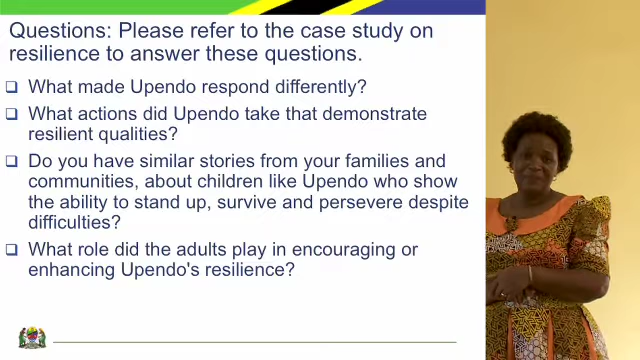 Questions: Please refer to the case study on
resilience to answer these questions.
What made Upendo respond differently?
What actions did Upendo take that demonstrate
resilient qualities?
Do you have similar stories from your families and
communities, about children like Upendo who show
the ability to stand up, survive and persevere despite
difficulties?
What role did the adults play in encouraging or
enhancing Upendo's resilience?